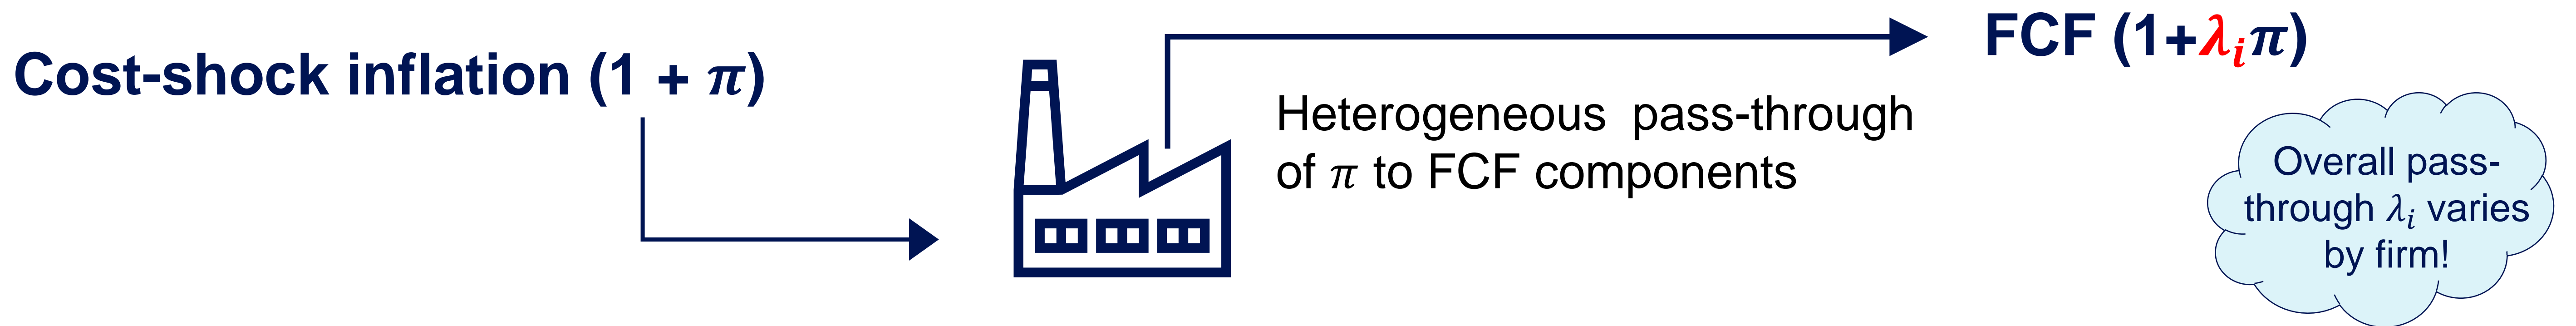 Cost-shock inflation (1 + π)
FCF (1+λᵢπ)
Heterogeneous pass-through
of π to FCF components
Overall pass-
through λᵢ varies
by firm!